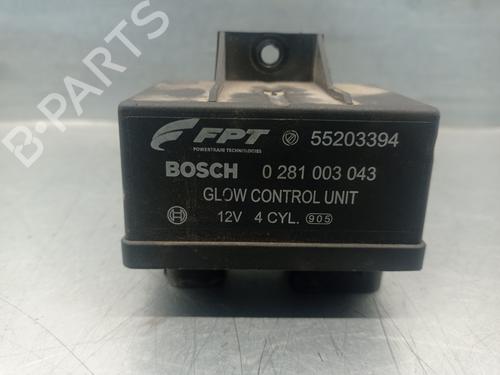 B-PARTS
FPT 55203394
POWERTRAIN TECHNOLOGIES
BOSCH 0 281 003 043
GLOW CONTROL UNIT
12V 4 CYL. 905